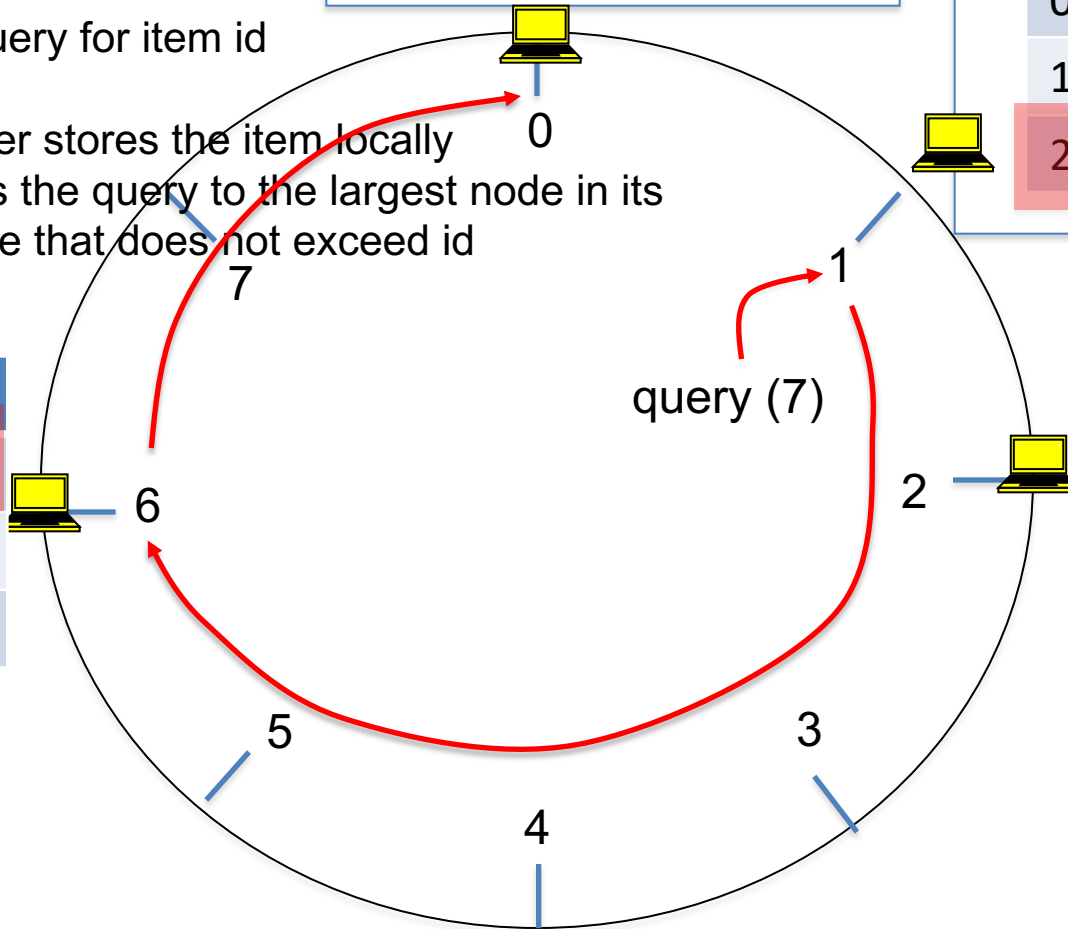 uery for item id
er stores the item locally
s the query to the largest node in its
e that does not exceed id
0
1
2
0
1
7
query (7)
2
6
5
3
4